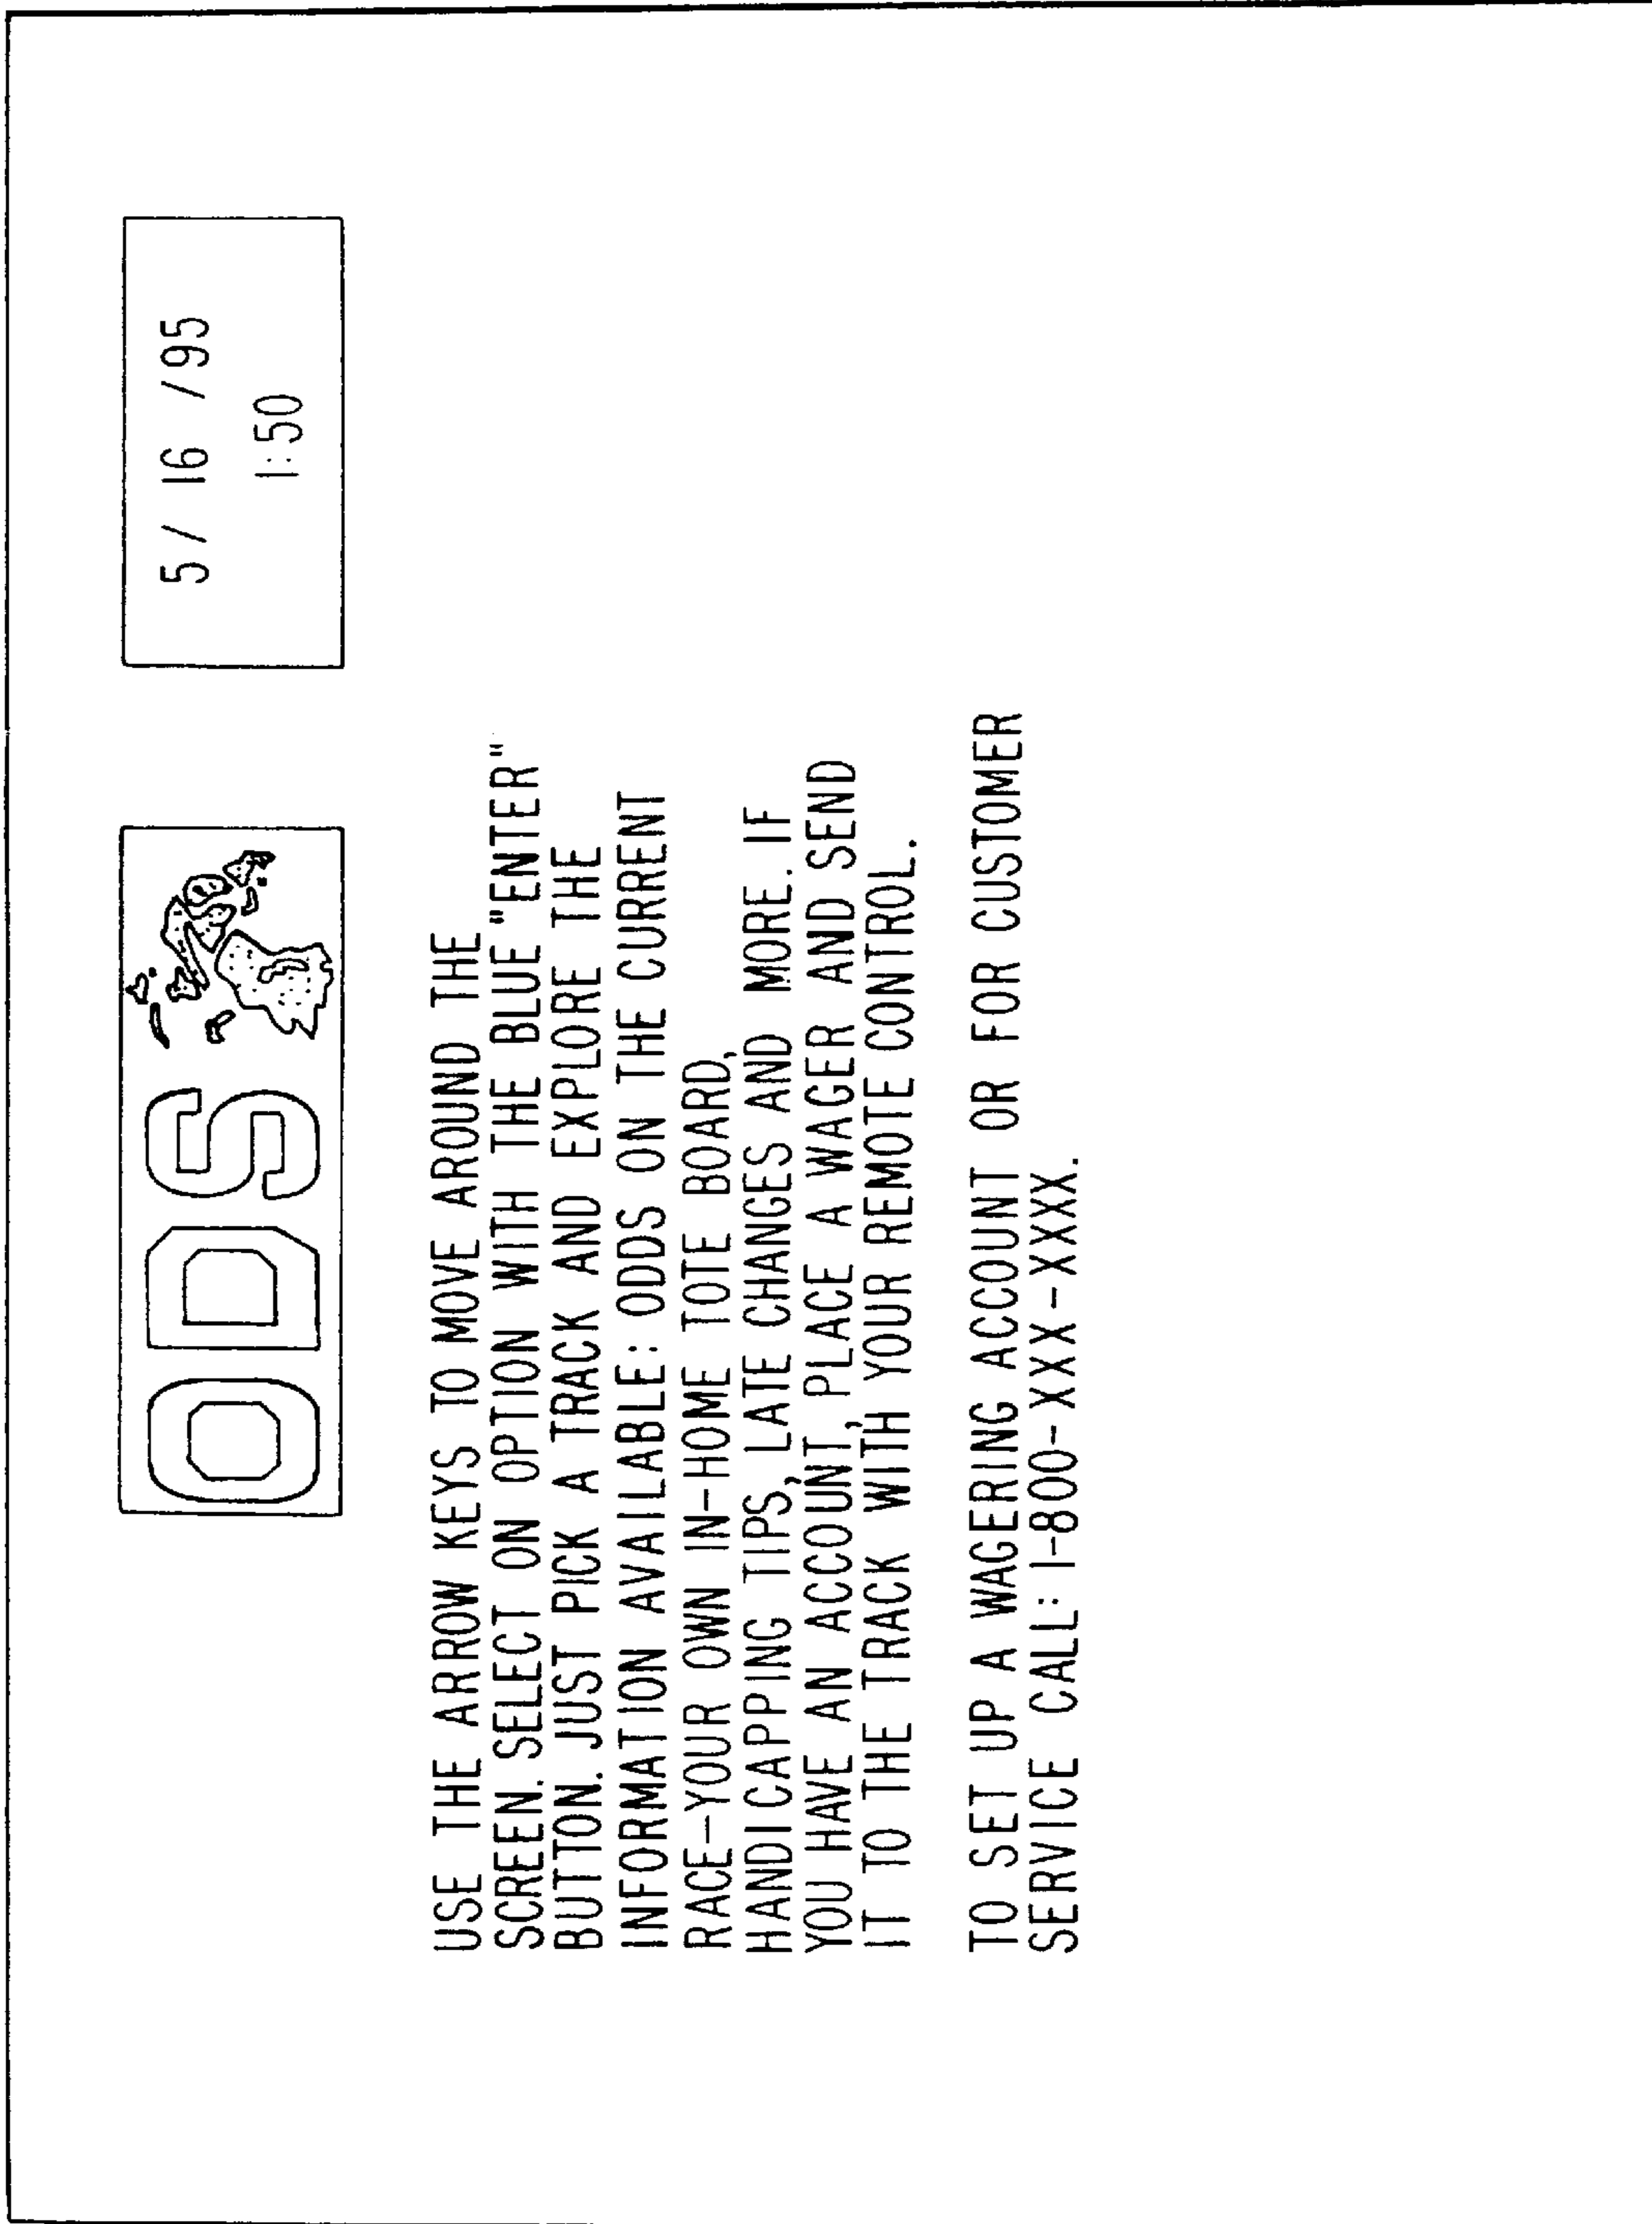 ODS
5/ 16 /95
1:50
USE THE ARROW KEYS TO MOVE AROUND THE
SCREEN. SELECT ON OPTION WITH THE BLUE "ENTER"
BUTTON. JUST PICK A TRACK AND EXPLORE THE
INFORMATION AVAILABLE: ODDS ON THE CURRENT
RACE-YOUR OWN IN-HOME TOTE BOARD,
HANDICAPPING TIPS, LATE CHANGES AND MORE. IF
YOU HAVE AN ACCOUNT, PLACE A WAGER AND SEND
IT TO THE TRACK WITH YOUR REMOTE CONTROL.
TO SET UP A WAGERING ACCOUNT OR FOR CUSTOMER
SERVICE CALL: 1-800-XXX-XXXX.